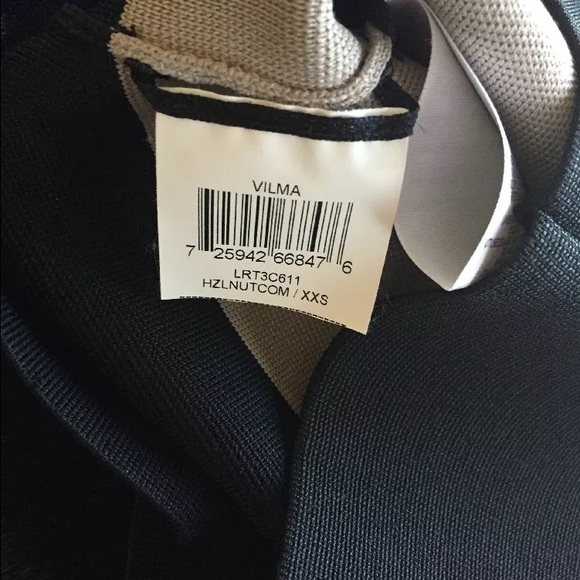 VILMA
7 25942 66847 6
LRT3C611
HZLNUTCOM / XXS